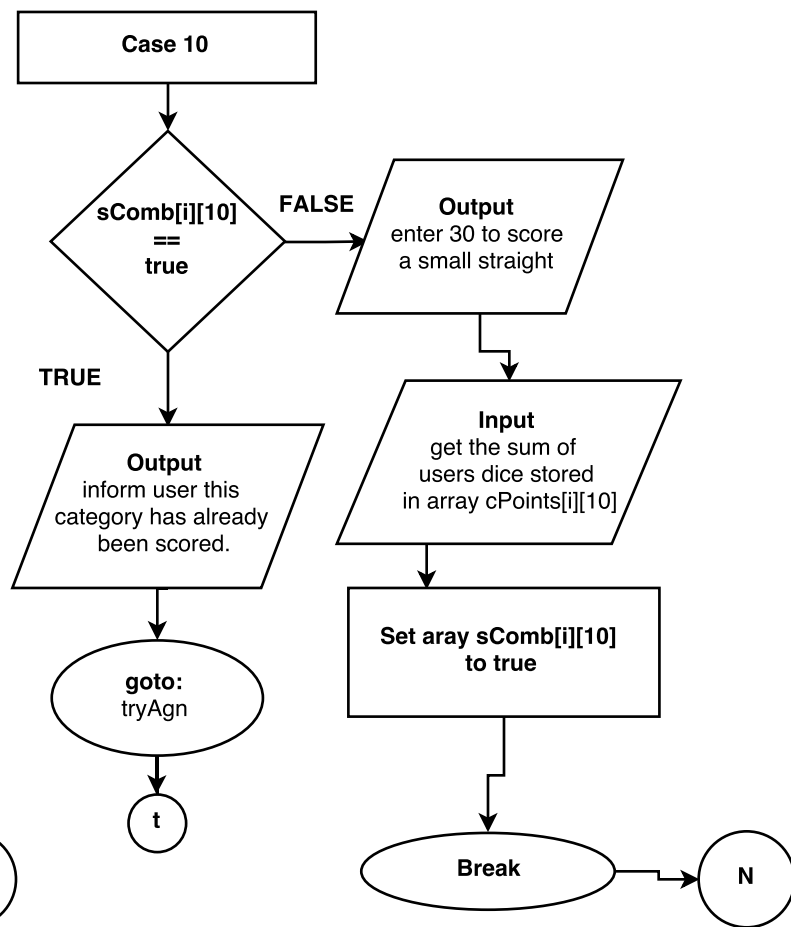 Case 10
sComb[i][10]
==
true
FALSE
Output
enter 30 to score
a small straight
TRUE
Output
inform user this
category has already
been scored.
Input
get the sum of
users dice stored
in array cPoints[i][10]
goto:
tryAgn
t
Set aray sComb[i][10]
to true
Break
N